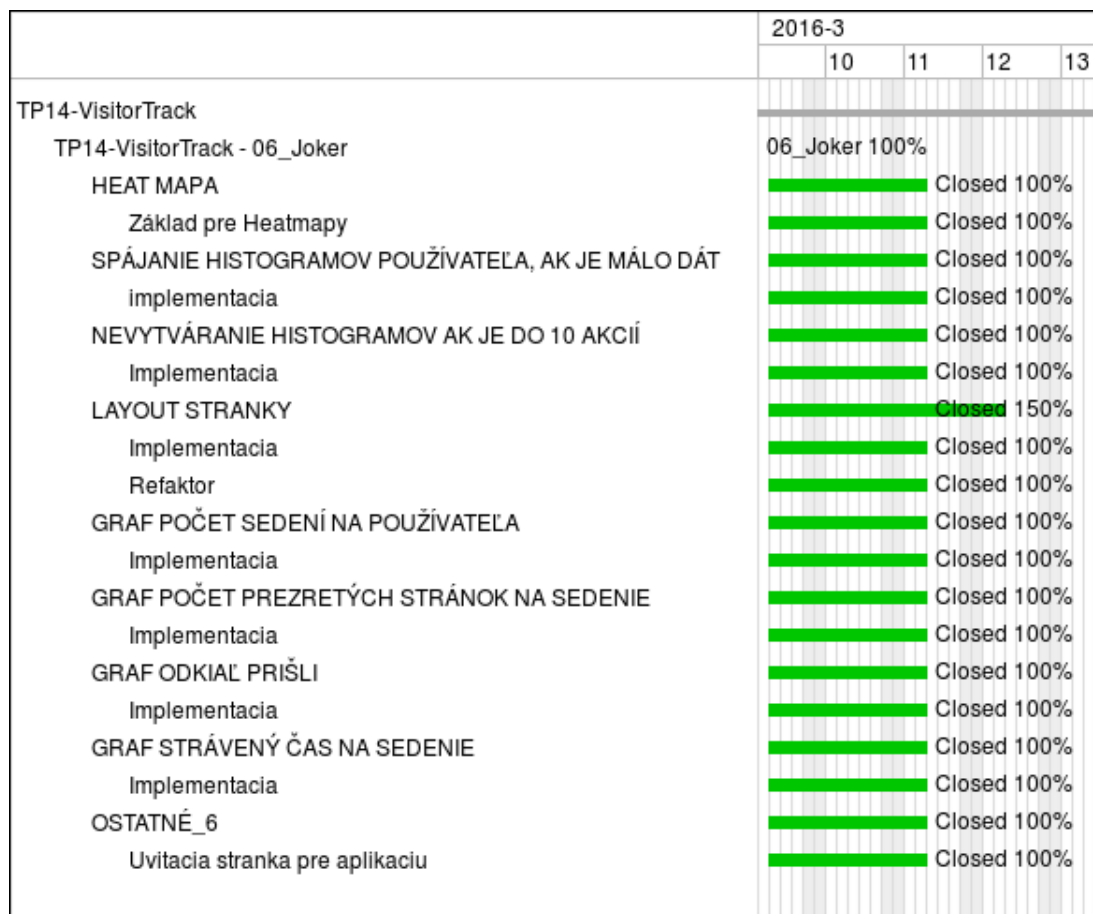 2016-3
10 11 12 13
TP14-VisitorTrack
TP14-VisitorTrack - 06_Joker 06_Joker 100%
HEAT MAPA Closed 100%
Základ pre Heatmapy Closed 100%
SPÁJANIE HISTOGRAMOV POUŽÍVATEĽA, AK JE MÁLO DÁT Closed 100%
implementacia Closed 100%
NEVYTVÁRANIE HISTOGRAMOV AK JE DO 10 AKCIÍ Closed 100%
Implementacia Closed 100%
LAYOUT STRANKY Closed 150%
Implementacia Closed 100%
Refaktor Closed 100%
GRAF POČET SEDENÍ NA POUŽÍVATEĽA Closed 100%
Implementacia Closed 100%
GRAF POČET PREZRETÝCH STRÁNOK NA SEDENIE Closed 100%
Implementacia Closed 100%
GRAF ODKIAĽ PRIŠLI Closed 100%
Implementacia Closed 100%
GRAF STRÁVENÝ ČAS NA SEDENIE Closed 100%
Implementacia Closed 100%
OSTATNÉ_6 Closed 100%
Uvitacia stranka pre aplikaciu Closed 100%